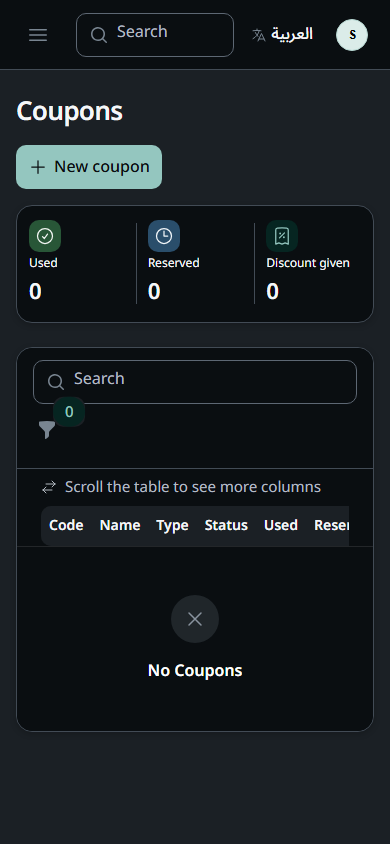 Search
العربية
S
Coupons
New coupon
Used
0
Reserved
0
Discount given
0
Search
0
Scroll the table to see more columns
Code Name Type Status Used Reser
No Coupons